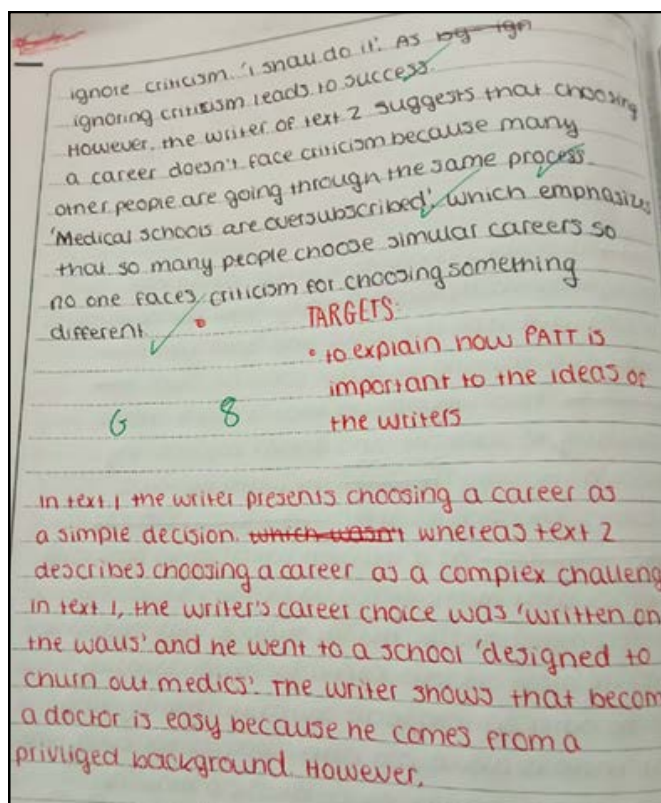 ignore criticism. 'i shall do it'. As by ign
ignoring critisism leads to success.
However, the writer of text 2 suggests that choosing
a career doesn't face criticism because many
other people are going through the same process.
'Medical schools are oversubscribed', which emphasizes
that so many people choose simular careers so
no one faces criticism for choosing something
different.
TARGETS:
• to explain how PATT is
important to the ideas of
the writers
G 8
In text 1 the writer presents choosing a career as
a simple decision. which wasn't whereas text 2
describes choosing a career as a complex challeng
In text 1, the writer's career choice was 'written on
the walls' and he went to a school 'designed to
churn out medics'. The writer shows that becom
a doctor is easy because he comes from a
priviliged background. However,